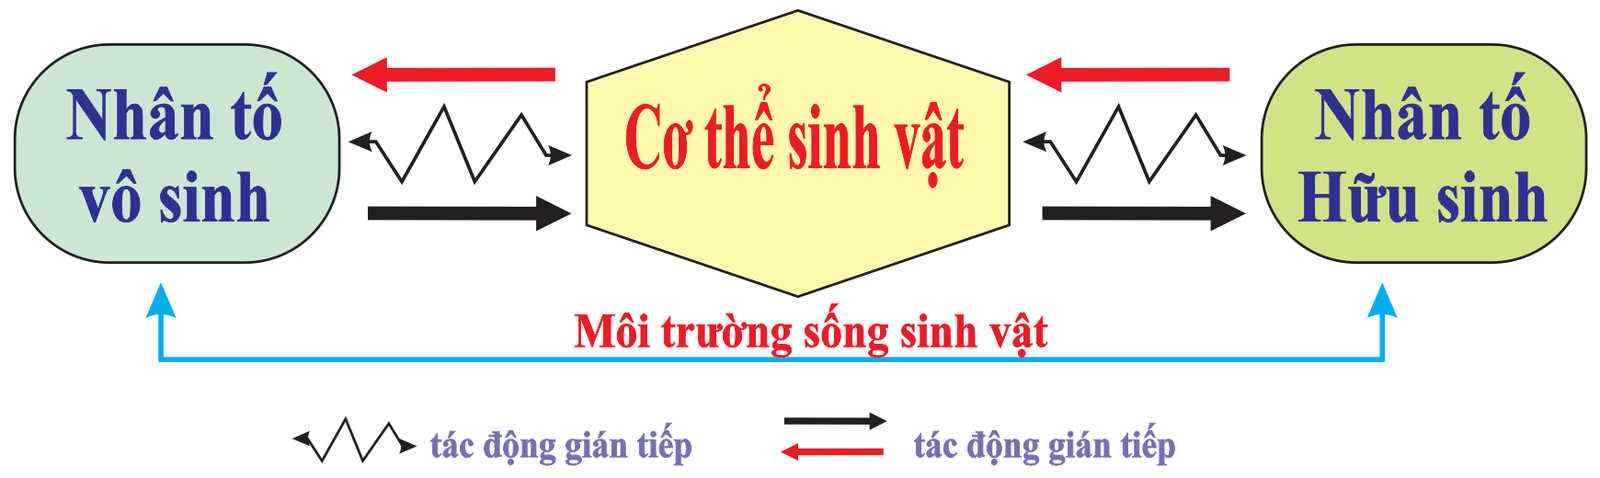 Nhân tố
vô sinh
Cơ thể sinh vật
Nhân tố
Hữu sinh
Môi trường sống sinh vật
tác động gián tiếp
tác động gián tiếp